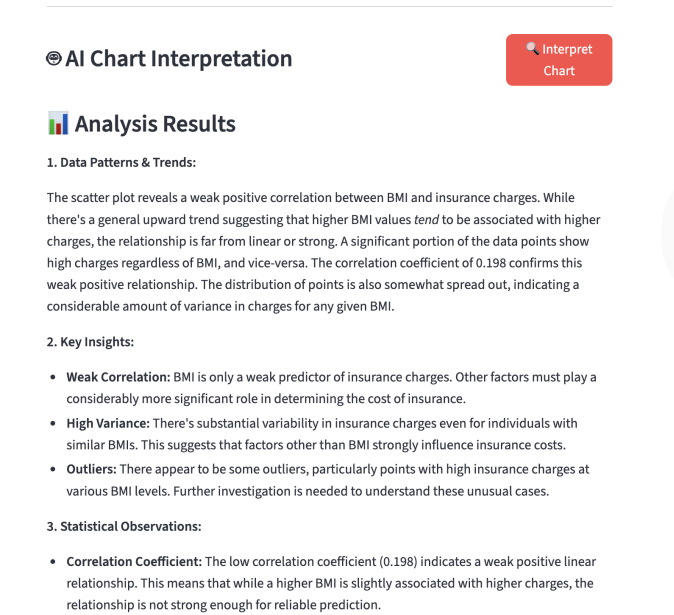 AI Chart Interpretation
🔍 Interpret
Chart
📊 Analysis Results
1. Data Patterns & Trends:
The scatter plot reveals a weak positive correlation between BMI and insurance charges. While
there's a general upward trend suggesting that higher BMI values tend to be associated with higher
charges, the relationship is far from linear or strong. A significant portion of the data points show
high charges regardless of BMI, and vice-versa. The correlation coefficient of 0.198 confirms this
weak positive relationship. The distribution of points is also somewhat spread out, indicating a
considerable amount of variance in charges for any given BMI.
2. Key Insights:
• Weak Correlation: BMI is only a weak predictor of insurance charges. Other factors must play a
considerably more significant role in determining the cost of insurance.
• High Variance: There's substantial variability in insurance charges even for individuals with
similar BMIs. This suggests that factors other than BMI strongly influence insurance costs.
• Outliers: There appear to be some outliers, particularly points with high insurance charges at
various BMI levels. Further investigation is needed to understand these unusual cases.
3. Statistical Observations:
• Correlation Coefficient: The low correlation coefficient (0.198) indicates a weak positive linear
relationship. This means that while a higher BMI is slightly associated with higher charges, the
relationship is not strong enough for reliable prediction.